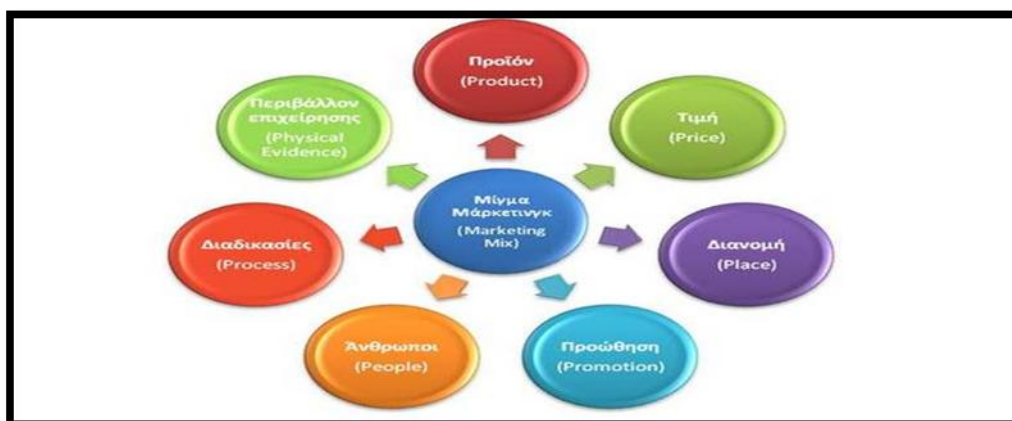 Προϊόν
(Product)
Τιμή
(Price)
Διανομή
(Place)
Προώθηση
(Promotion)
Άνθρωποι
(People)
Διαδικασίες
(Process)
Περιβάλλον
επιχείρησης
(Physical
Evidence)
Μίγμα
Μάρκετινγκ
(Marketing
Mix)